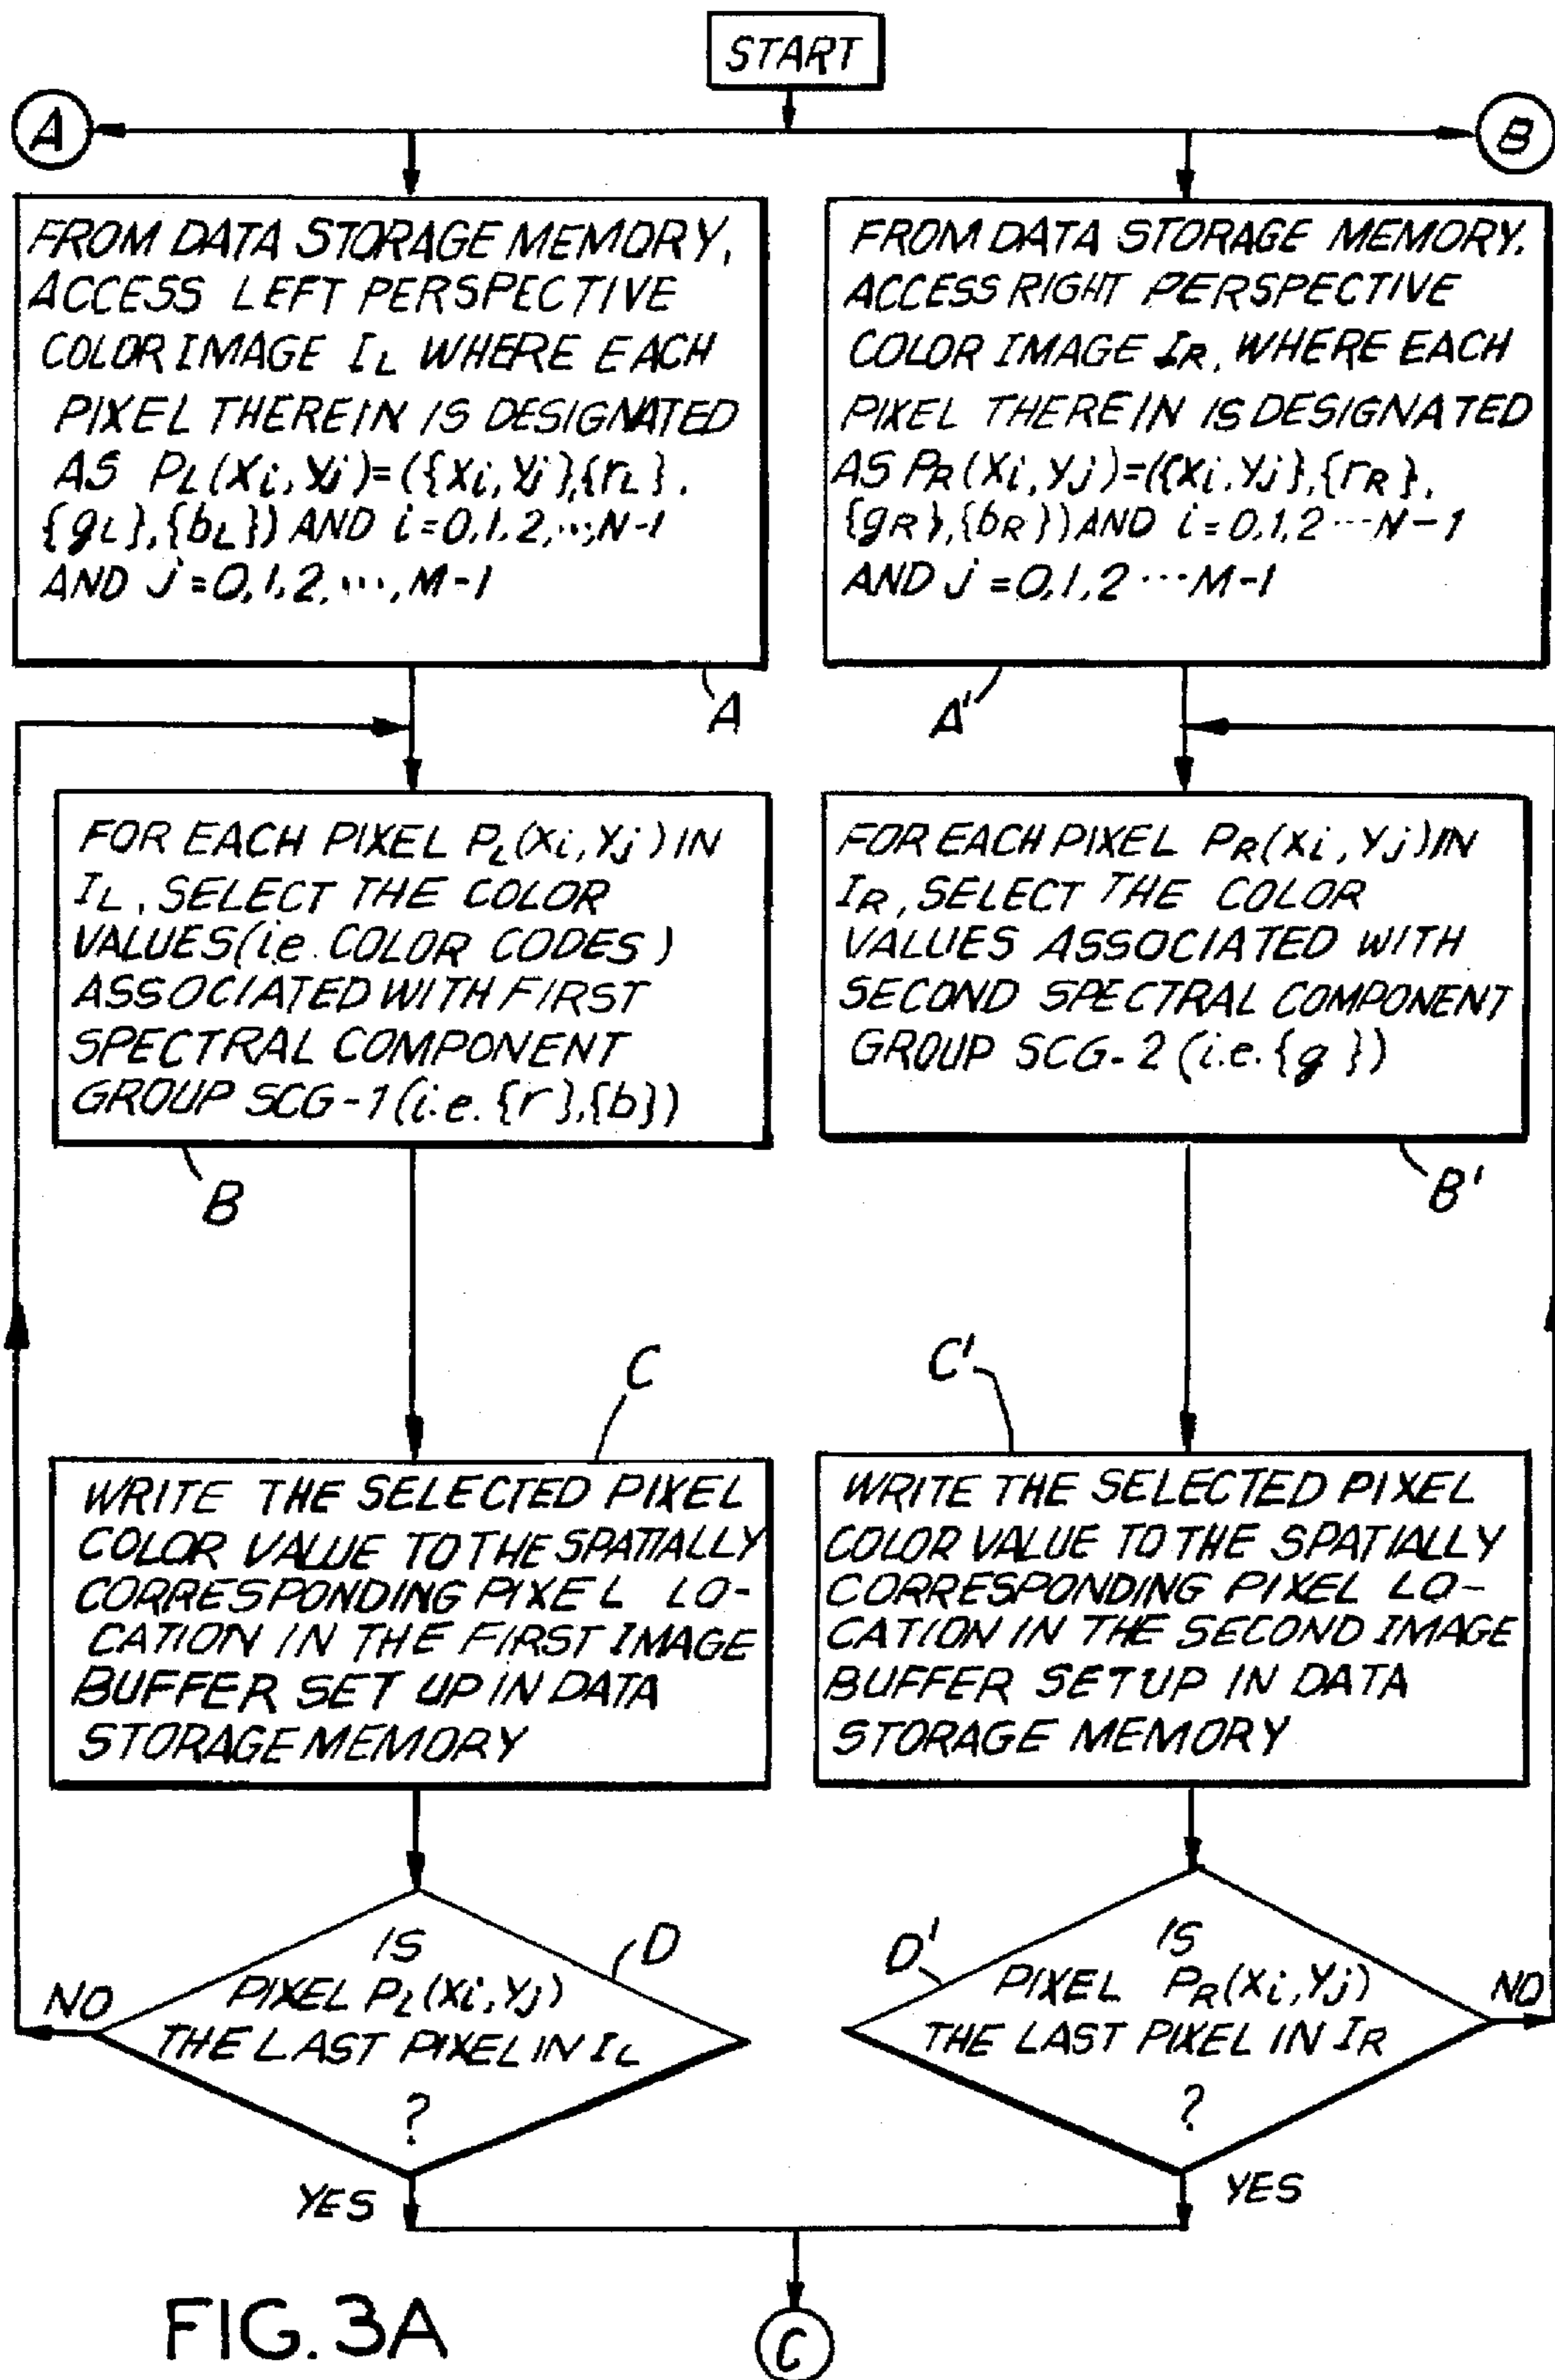 START
A
B
FROM DATA STORAGE MEMORY,
ACCESS LEFT PERSPECTIVE
COLOR IMAGE IL WHERE EACH
PIXEL THEREIN IS DESIGNATED
AS PL(Xi, Yj)=({Xi, Yj},{rL},
{gL},{bL}) AND i=0,1,2,...,N-1
AND j=0,1,2,...,M-1
A
FROM DATA STORAGE MEMORY.
ACCESS RIGHT PERSPECTIVE
COLOR IMAGE IR, WHERE EACH
PIXEL THEREIN IS DESIGNATED
AS PR(Xi, Yj)=({Xi, Yj},{rR},
{gR},{bR}) AND i=0,1,2...N-1
AND j=0,1,2...M-1
A'
FOR EACH PIXEL PL(Xi, Yj) IN
IL, SELECT THE COLOR
VALUES (i.e. COLOR CODES)
ASSOCIATED WITH FIRST
SPECTRAL COMPONENT
GROUP SCG-1 (i.e. {r},{b})
B
FOR EACH PIXEL PR(Xi, Yj) IN
IR, SELECT THE COLOR
VALUES ASSOCIATED WITH
SECOND SPECTRAL COMPONENT
GROUP SCG-2 (i.e. {g})
B'
C
WRITE THE SELECTED PIXEL
COLOR VALUE TO THE SPATIALLY
CORRESPONDING PIXEL LO-
CATION IN THE FIRST IMAGE
BUFFER SET UP IN DATA
STORAGE MEMORY
C'
WRITE THE SELECTED PIXEL
COLOR VALUE TO THE SPATIALLY
CORRESPONDING PIXEL LO-
CATION IN THE SECOND IMAGE
BUFFER SET UP IN DATA
STORAGE MEMORY
D
IS
PIXEL PL(Xi, Yj)
THE LAST PIXEL IN IL
?
NO
YES
D'
IS
PIXEL PR(Xi, Yj)
THE LAST PIXEL IN IR
?
NO
YES
C
FIG. 3A